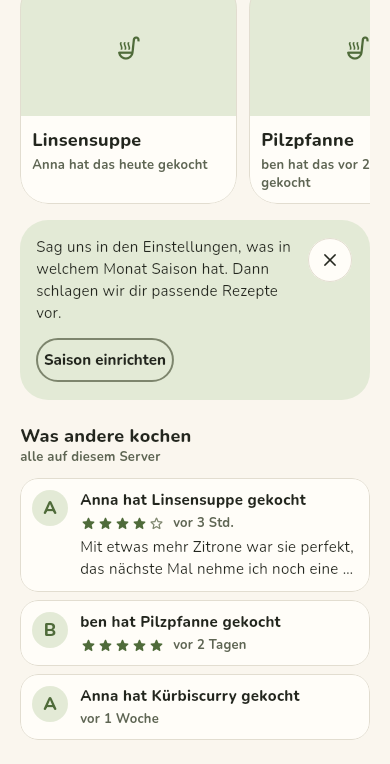 Linsensuppe
Anna hat das heute gekocht
Pilzpfanne
ben hat das vor 2
gekocht
Sag uns in den Einstellungen, was in
welchem Monat Saison hat. Dann
schlagen wir dir passende Rezepte
vor.
Saison einrichten
Was andere kochen
alle auf diesem Server
A
Anna hat Linsensuppe gekocht
vor 3 Std.
Mit etwas mehr Zitrone war sie perfekt,
das nächste Mal nehme ich noch eine ...
B
ben hat Pilzpfanne gekocht
vor 2 Tagen
A
Anna hat Kürbiscurry gekocht
vor 1 Woche